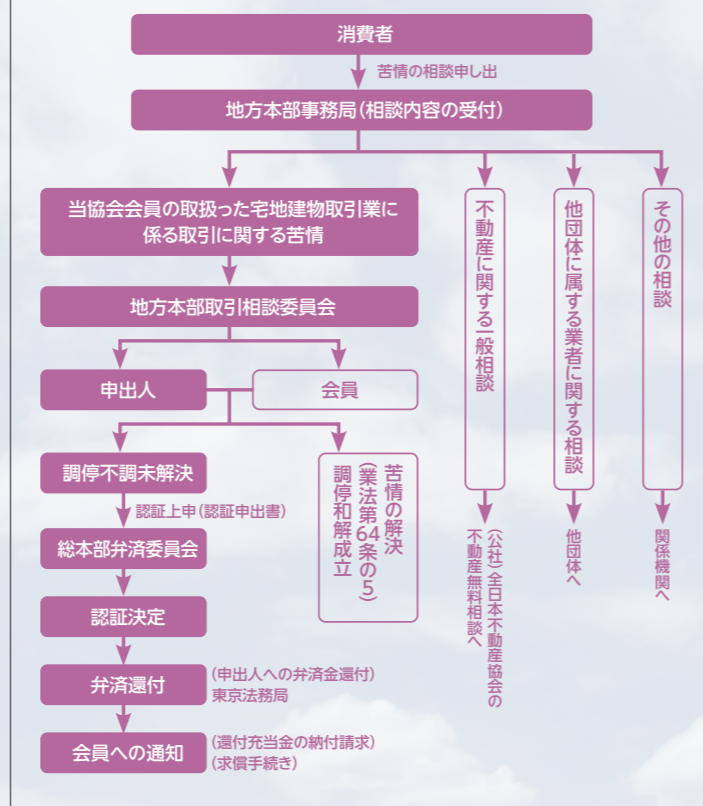 消費者
苦情の相談申し出
地方本部事務局(相談内容の受付)
当協会会員の取扱った宅地建物取引業に
係る取引に関する苦情
地方本部取引相談委員会
申出人
会員
調停不調未解決
認証上申(認証申出書)
総本部弁済委員会
認証決定
弁済還付
(申出人への弁済金還付)
東京法務局
会員への通知
(還付充当金の納付請求)
(求償手続き)
苦情の解決
(業法第64条の5)
調停和解成立
不動産に関する一般相談
(公社)全日本不動産協会の
不動産無料相談へ
他団体に属する業者に関する相談
他団体へ
その他の相談
関係機関へ